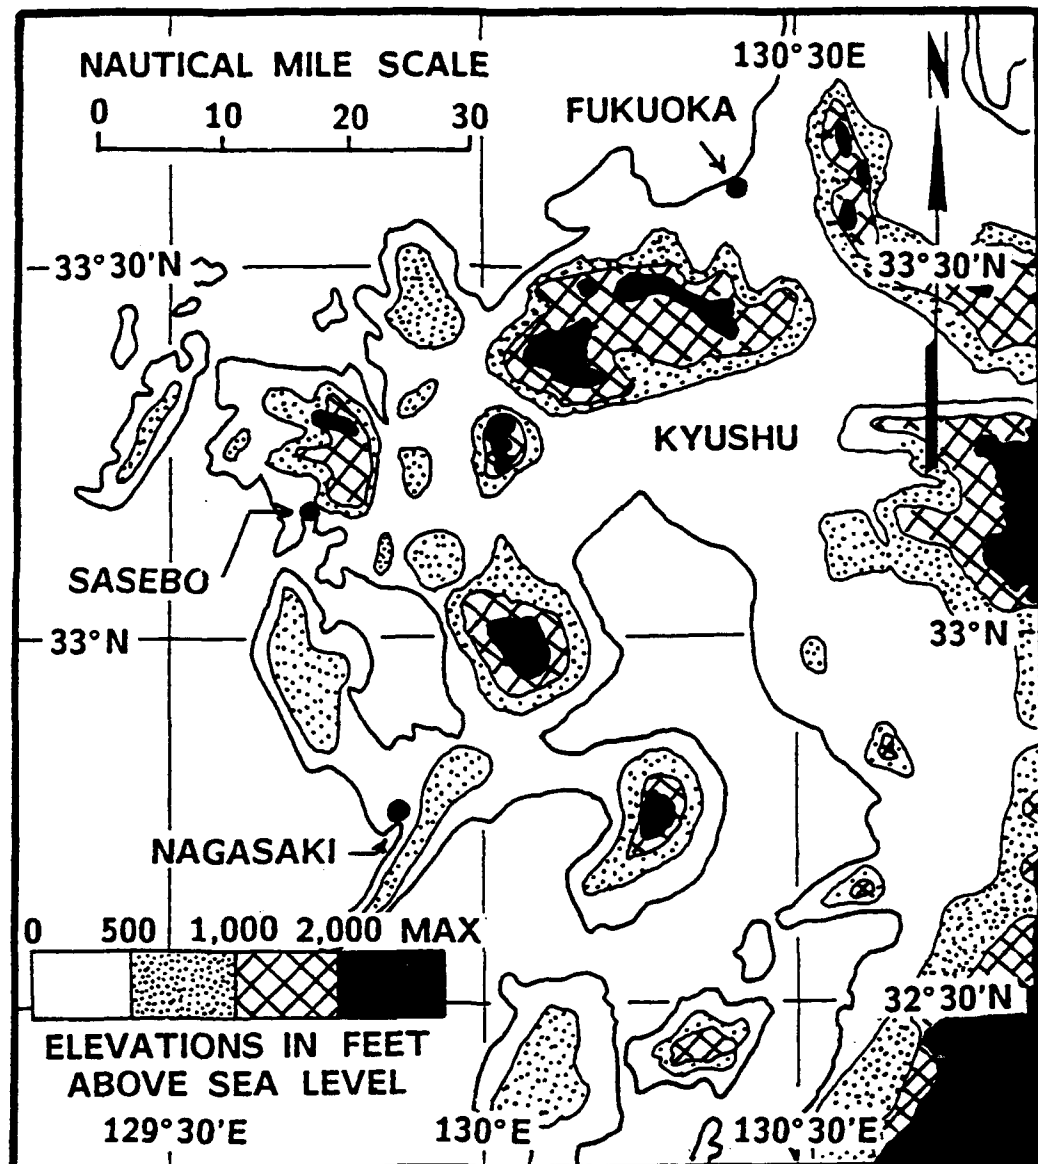 NAUTICAL MILE SCALE
0 10 20 30
130°30E
N
FUKUOKA
33°30'N
33°30'N
KYUSHU
SASEBO
33°N
33°N
NAGASAKI
0 500 1,000 2,000 MAX
32°30'N
ELEVATIONS IN FEET
ABOVE SEA LEVEL
129°30'E 130°E 130°30'E